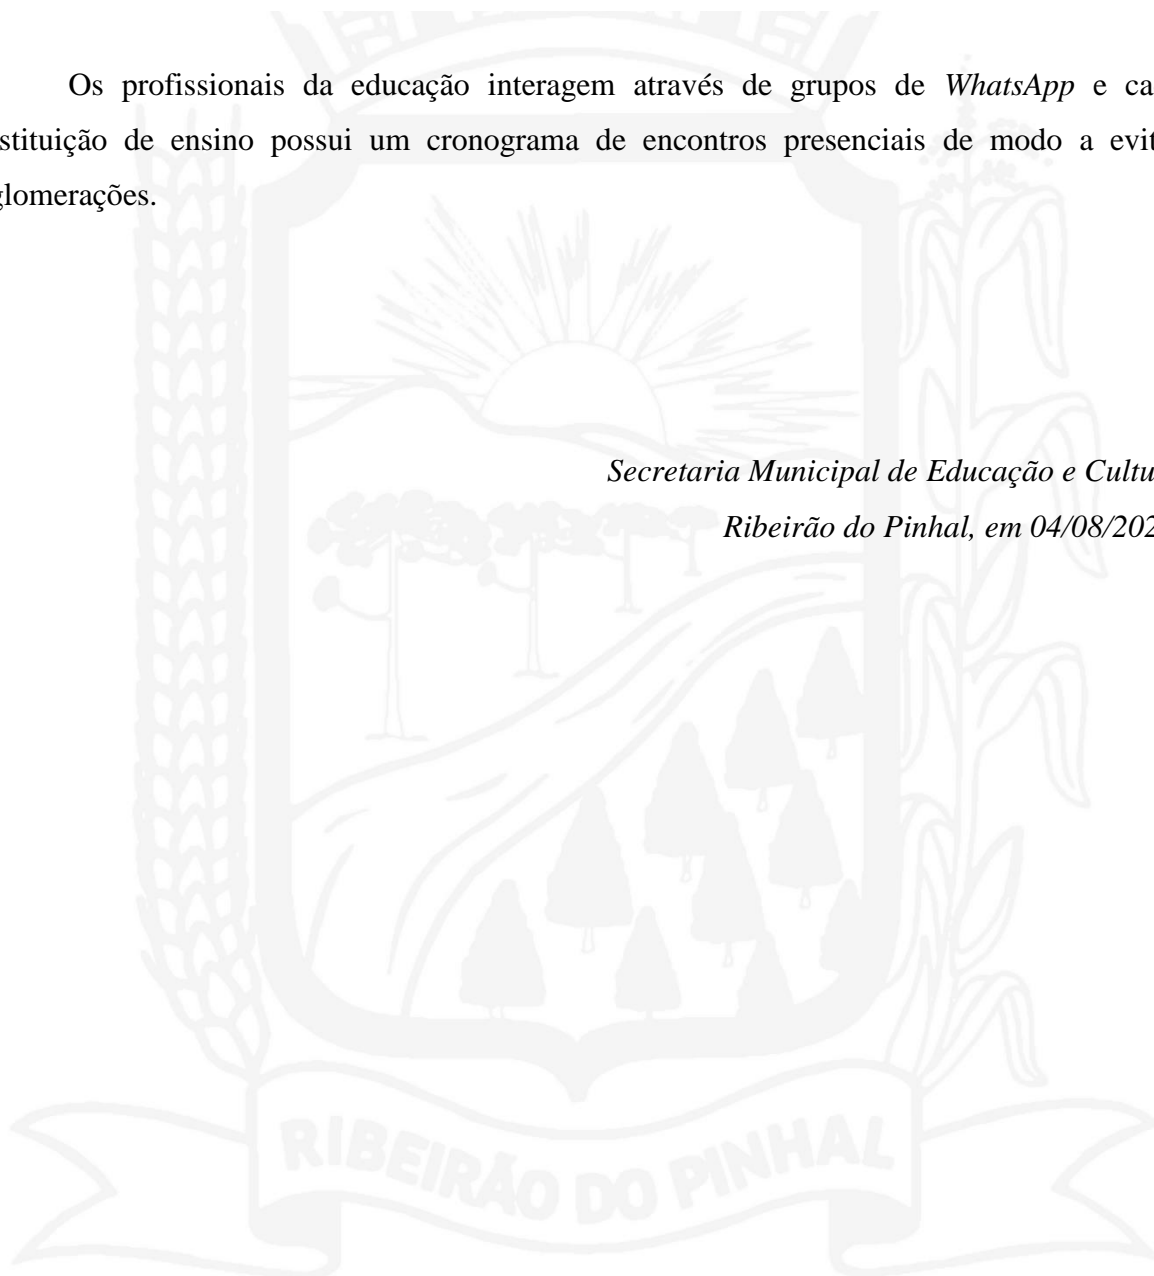 Os profissionais da educação interagem através de grupos de WhatsApp e ca
stituição de ensino possui um cronograma de encontros presenciais de modo a evit
glomerações.
Secretaria Municipal de Educação e Cultu
Ribeirão do Pinhal, em 04/08/202
RIBEIRÃO DO PINHAL